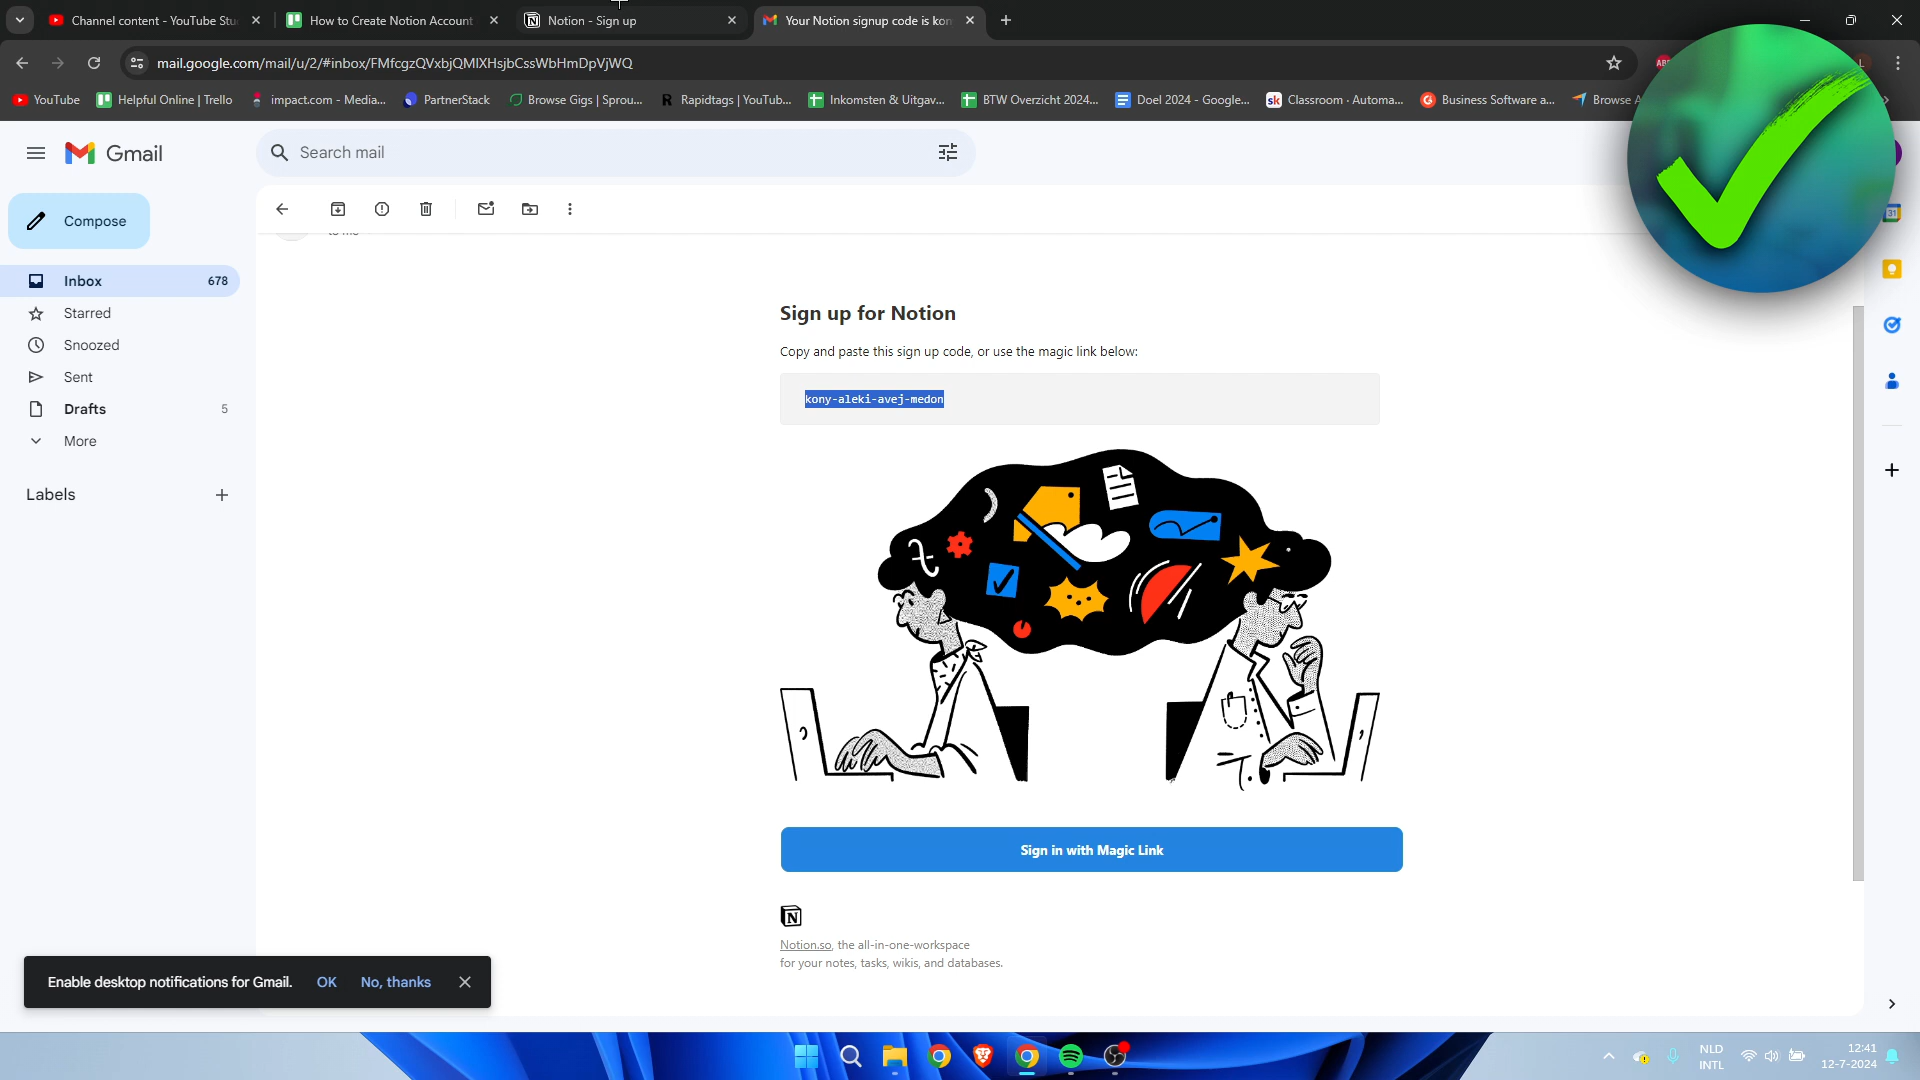 Channel content - YouTube Stu
How to Create Notion Account
Notion - Sign up
Your Notion signup code is kon
mail.google.com/mail/u/2/#inbox/FMfcgzQVxbjQMlXHsjbCssWbHmDpVjWQ
YouTube
Helpful Online | Trello
impact.com - Media...
PartnerStack
Browse Gigs | Sprou...
Rapidtags | YouTub...
Inkomsten & Uitgav...
BTW Overzicht 2024...
Doel 2024 - Google...
Classroom - Automa...
Business Software a...
Browse A
Gmail
Search mail
Compose
Inbox 678
Starred
Snoozed
Sent
Drafts 5
More
Labels
to me
Sign up for Notion
Copy and paste this sign up code, or use the magic link below:
kony-aleki-avej-medon
Sign in with Magic Link
Notion.so, the all-in-one-workspace
for your notes, tasks, wikis, and databases.
Enable desktop notifications for Gmail. OK No, thanks
NLD
INTL
12:41
12-7-2024